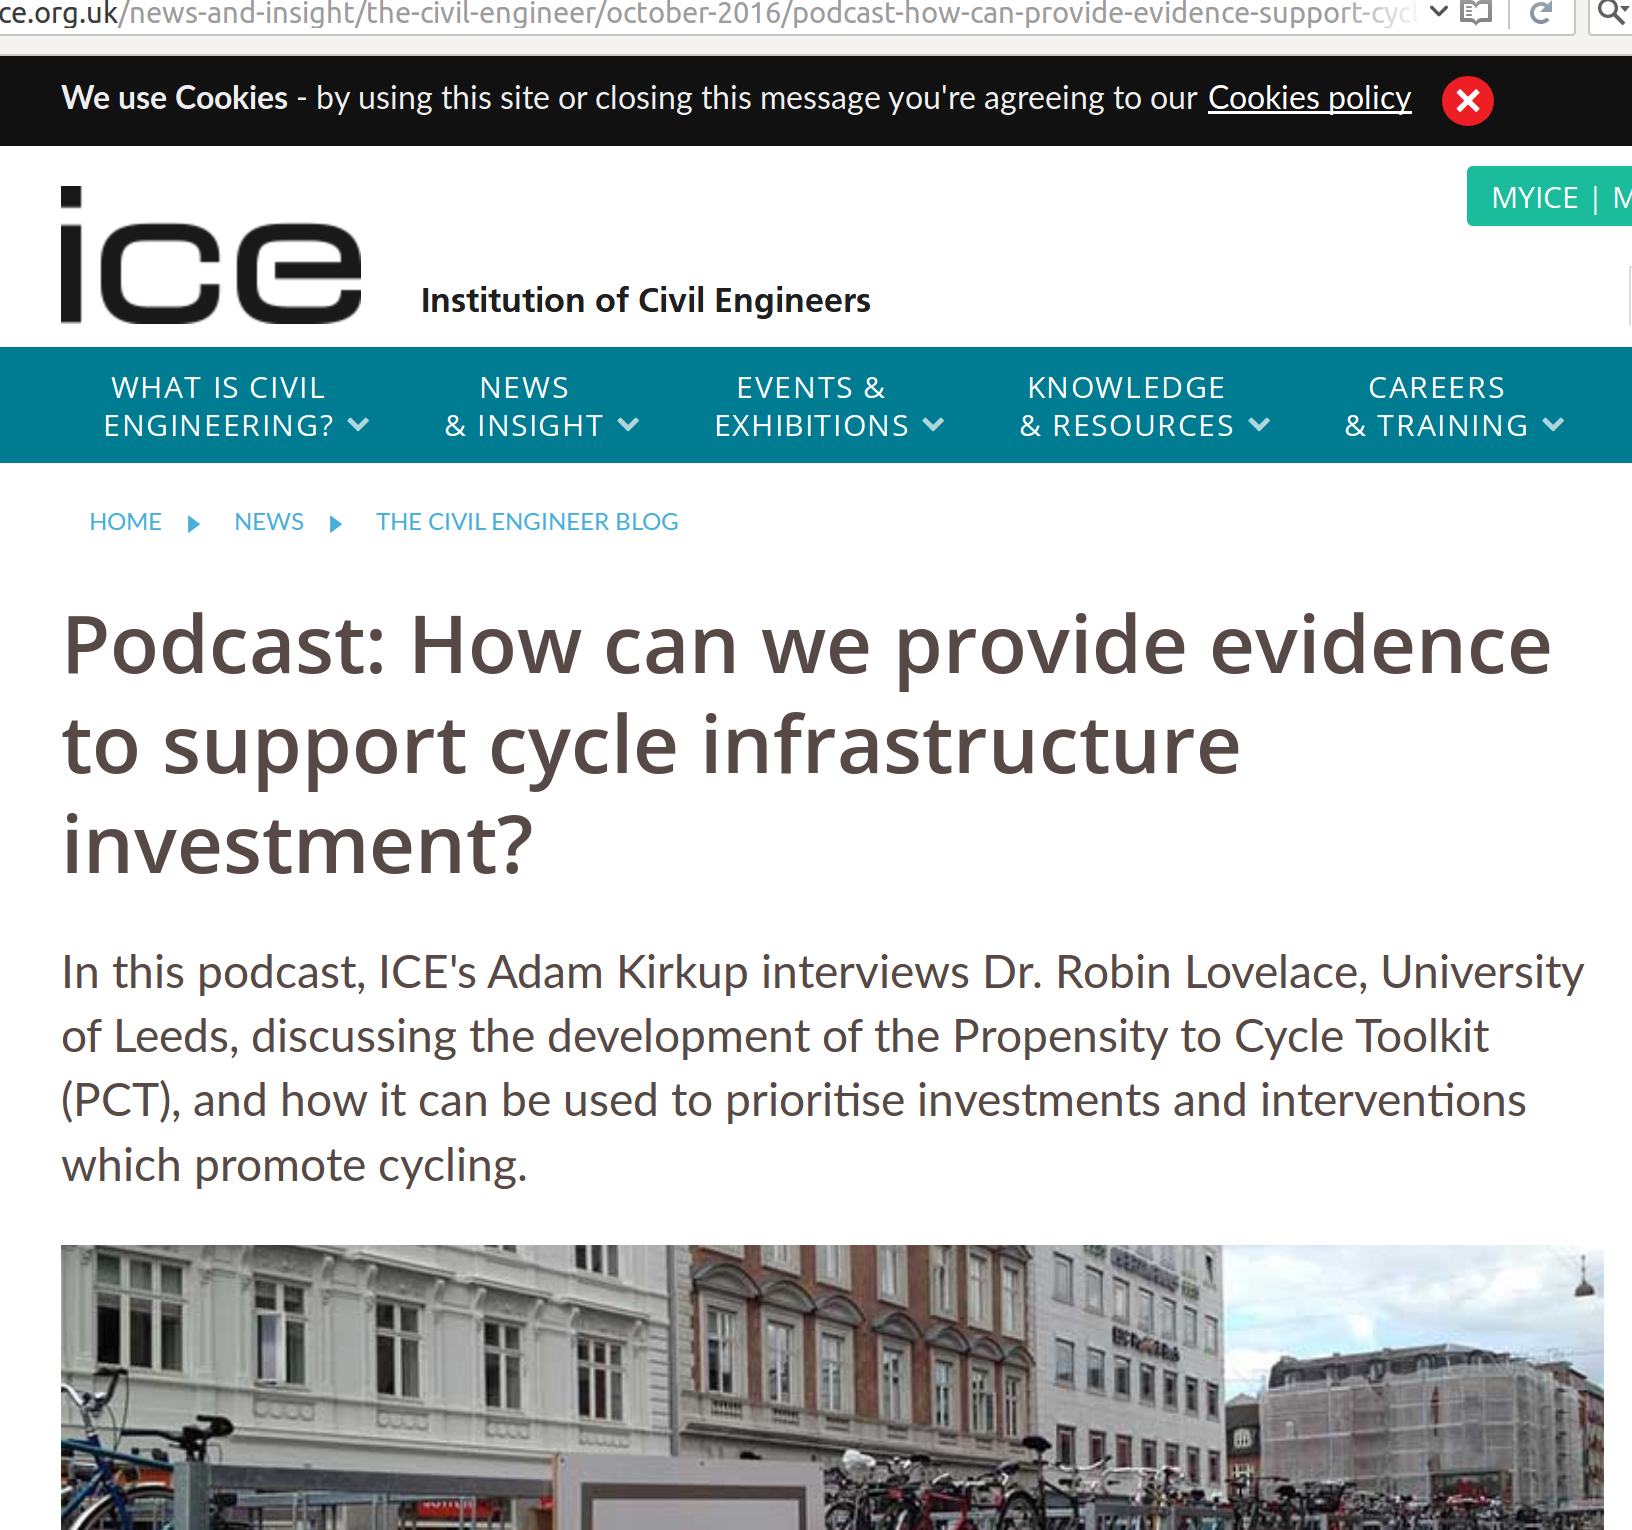 ce.org.uk/news-and-insight/the-civil-engineer/october-2016/podcast-how-can-provide-evidence-support-cycl
We use Cookies - by using this site or closing this message you're agreeing to our Cookies policy
MYICE | M
ice
Institution of Civil Engineers
WHAT IS CIVIL
ENGINEERING?
NEWS
& INSIGHT
EVENTS &
EXHIBITIONS
KNOWLEDGE
& RESOURCES
CAREERS
& TRAINING
HOME NEWS THE CIVIL ENGINEER BLOG
Podcast: How can we provide evidence
to support cycle infrastructure
investment?
In this podcast, ICE's Adam Kirkup interviews Dr. Robin Lovelace, University
of Leeds, discussing the development of the Propensity to Cycle Toolkit
(PCT), and how it can be used to prioritise investments and interventions
which promote cycling.